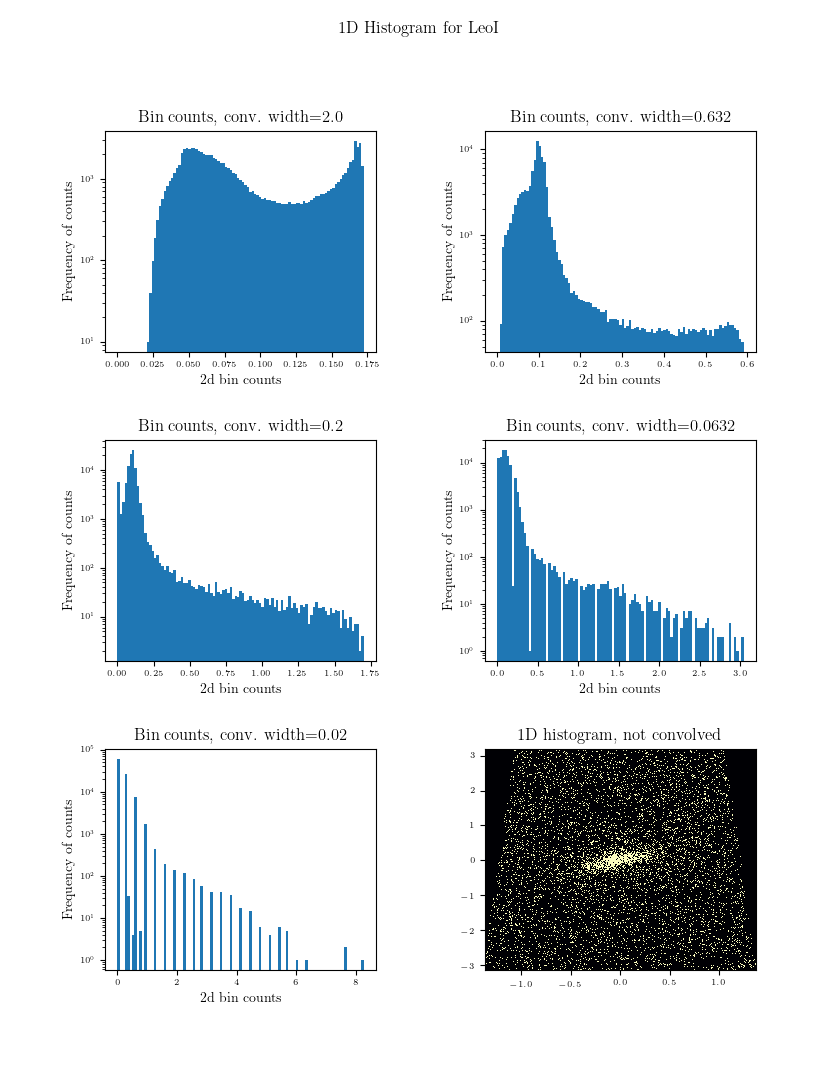 1D Histogram for LeoI
Bin counts, conv. width=2.0
Frequency of counts
10³
10²
10¹
0.000 0.025 0.050 0.075 0.100 0.125 0.150 0.175
2d bin counts
Bin counts, conv. width=0.632
Frequency of counts
10⁴
10³
10²
0.0 0.1 0.2 0.3 0.4 0.5 0.6
2d bin counts
Bin counts, conv. width=0.2
Frequency of counts
10⁴
10³
10²
10¹
0.00 0.25 0.50 0.75 1.00 1.25 1.50 1.75
2d bin counts
Bin counts, conv. width=0.0632
Frequency of counts
10⁴
10³
10²
10¹
10⁰
0.0 0.5 1.0 1.5 2.0 2.5 3.0
2d bin counts
Bin counts, conv. width=0.02
Frequency of counts
10⁵
10⁴
10³
10²
10¹
10⁰
0 2 4 6 8
2d bin counts
1D histogram, not convolved
3
2
1
0
−1
−2
−3
−1.0 −0.5 0.0 0.5 1.0